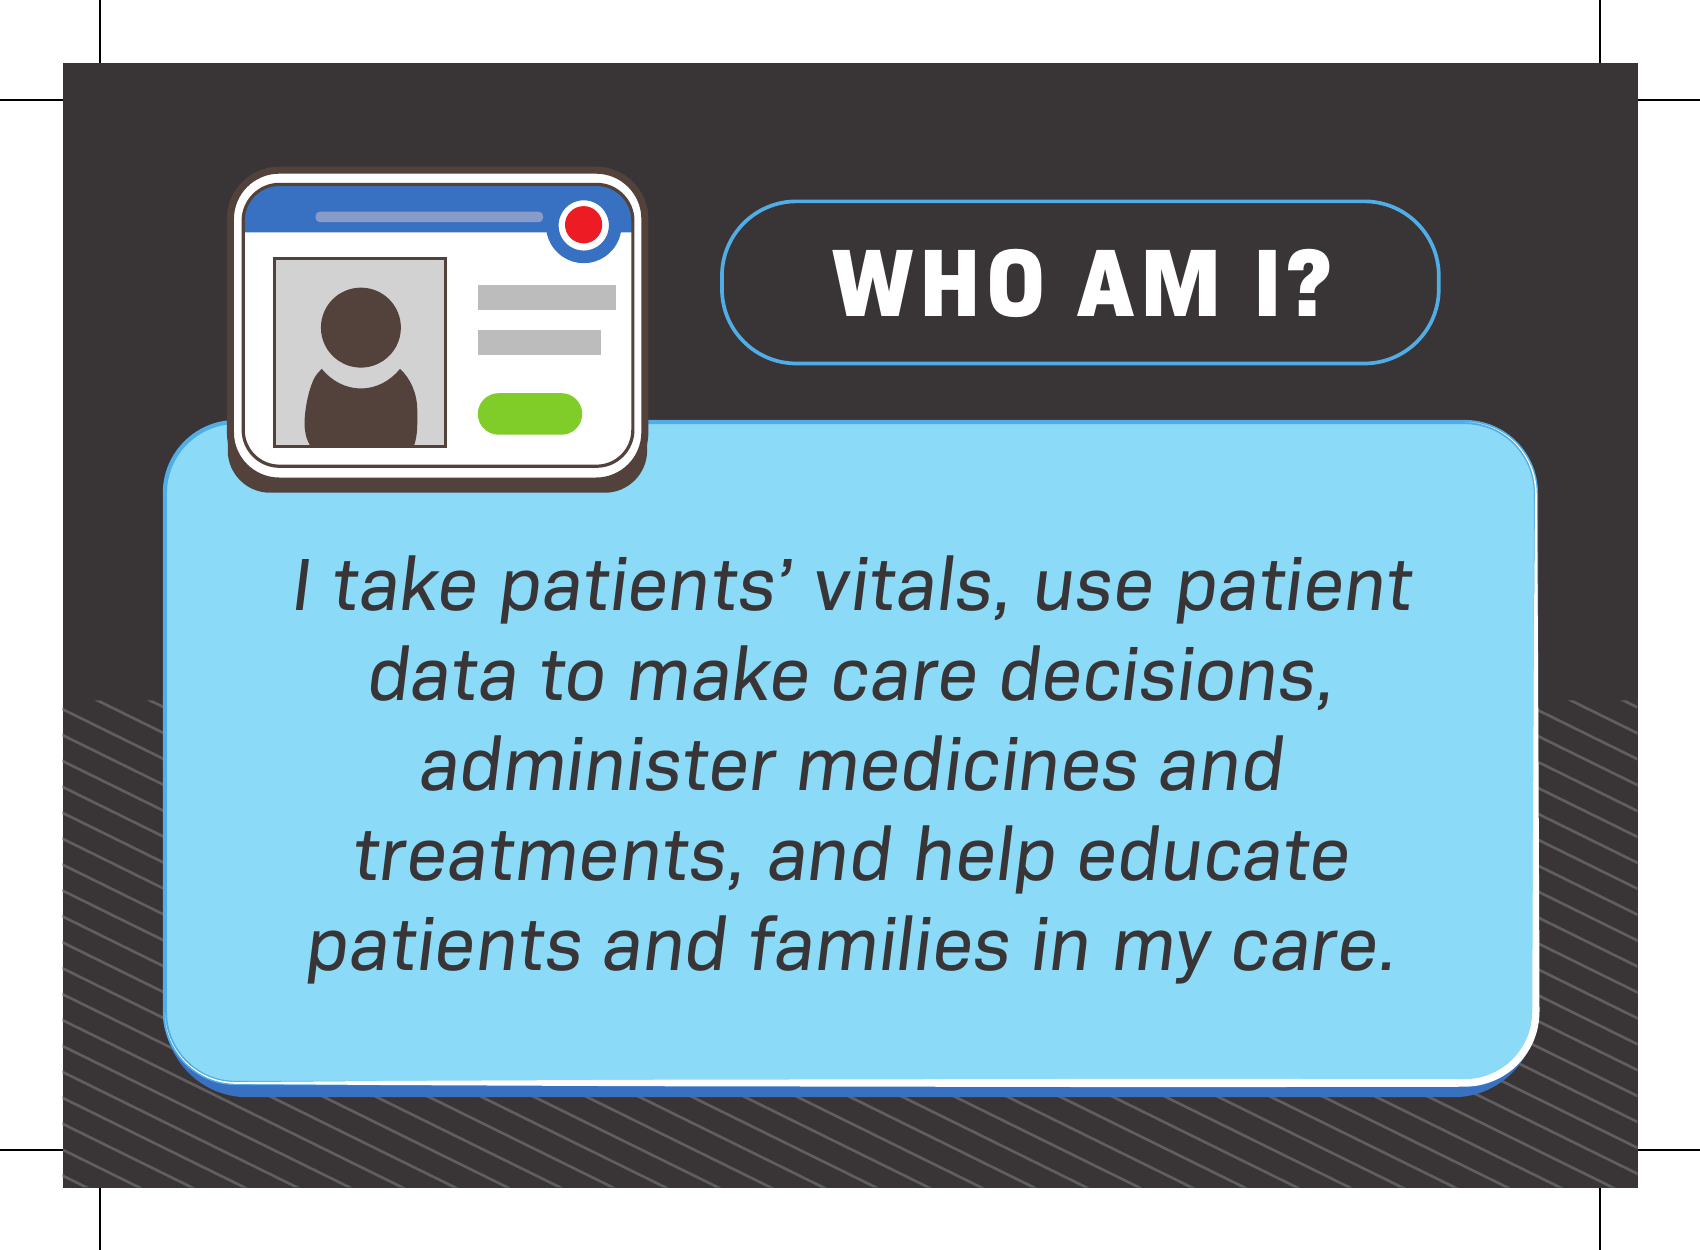 WHO AM I?
I take patients’ vitals, use patient
data to make care decisions,
administer medicines and
treatments, and help educate
patients and families in my care.